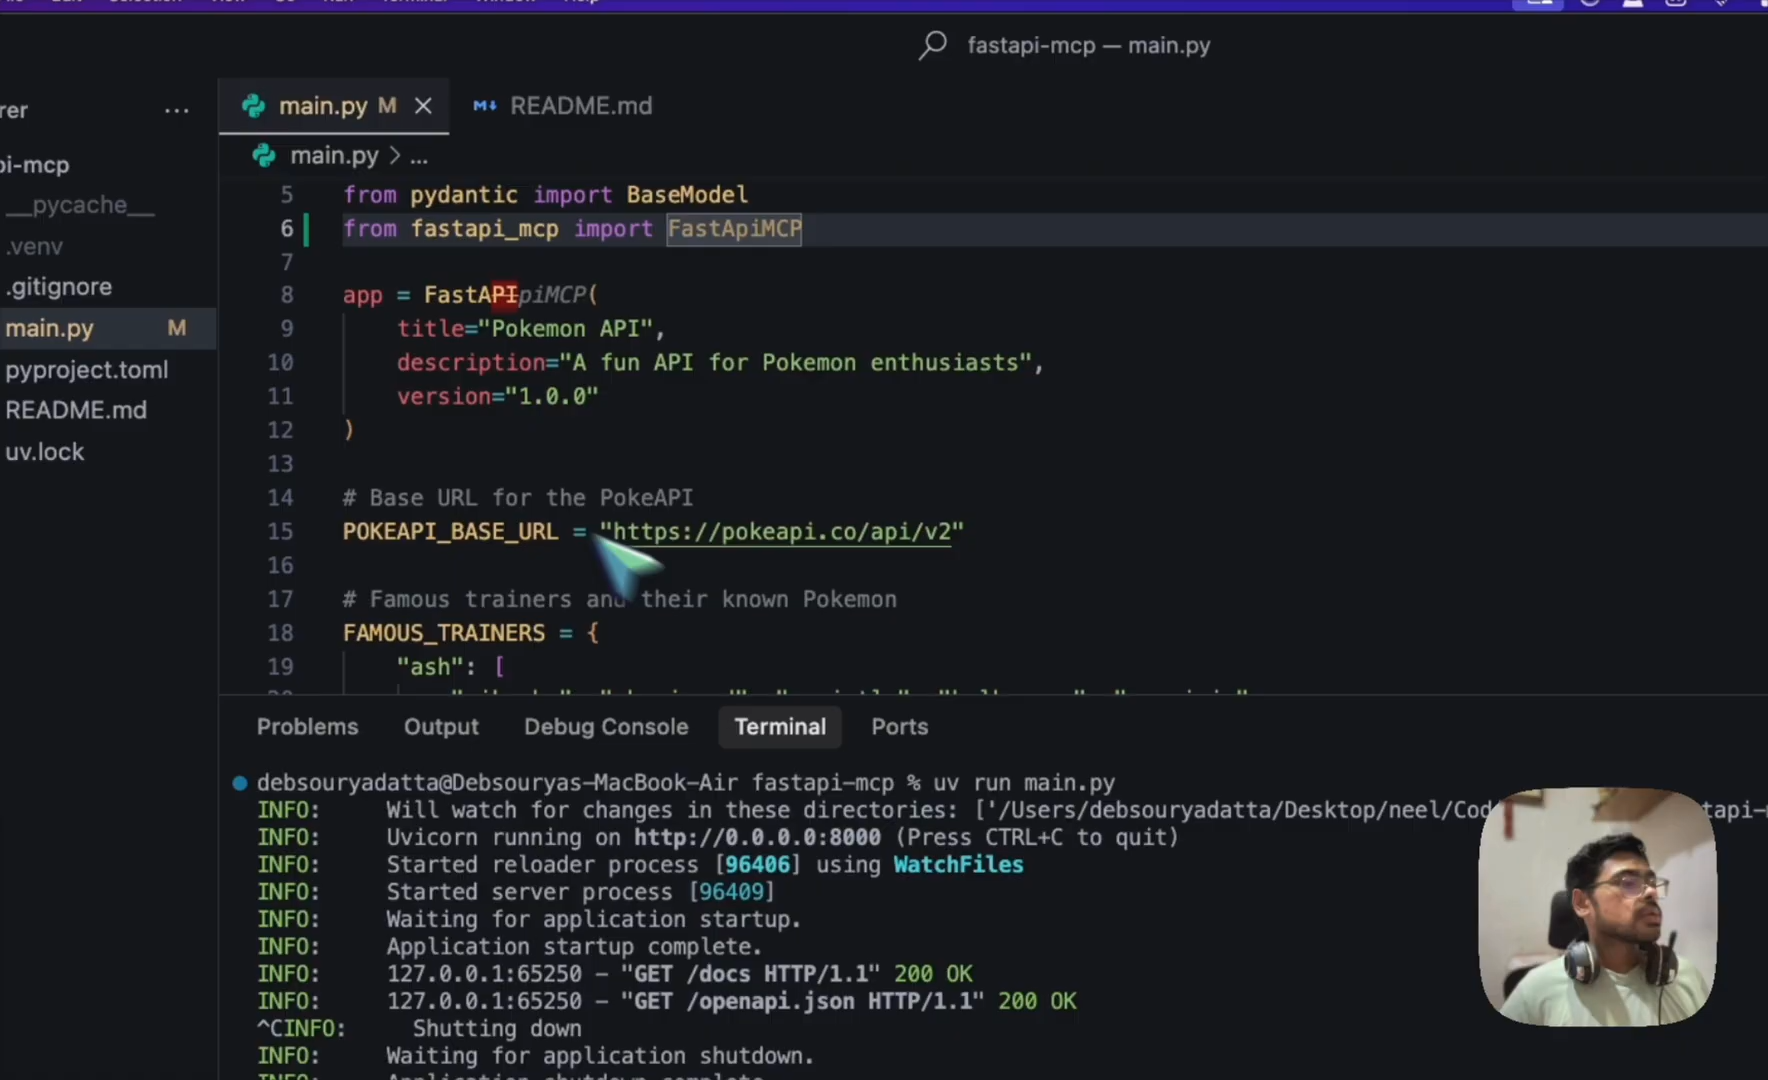 fastapi-mcp — main.py
rer ...
main.py M
README.md
main.py > ...
pi-mcp
__pycache__
.venv
.gitignore
main.py M
pyproject.toml
README.md
uv.lock
5 from pydantic import BaseModel
6 from fastapi_mcp import FastApiMCP
7
8 app = FastAPIpiMCP(
9 title="Pokemon API",
10 description="A fun API for Pokemon enthusiasts",
11 version="1.0.0"
12 )
13
14 # Base URL for the PokeAPI
15 POKEAPI_BASE_URL = "https://pokeapi.co/api/v2"
16
17 # Famous trainers and their known Pokemon
18 FAMOUS_TRAINERS = {
19 "ash": [
Problems Output Debug Console Terminal Ports
debsouryadatta@Debsouryas-MacBook-Air fastapi-mcp % uv run main.py
INFO: Will watch for changes in these directories: ['/Users/debsouryadatta/Desktop/neel/Cod tapi-m
INFO: Uvicorn running on http://0.0.0.0:8000 (Press CTRL+C to quit)
INFO: Started reloader process [96406] using WatchFiles
INFO: Started server process [96409]
INFO: Waiting for application startup.
INFO: Application startup complete.
INFO: 127.0.0.1:65250 - "GET /docs HTTP/1.1" 200 OK
INFO: 127.0.0.1:65250 - "GET /openapi.json HTTP/1.1" 200 OK
^CINFO: Shutting down
INFO: Waiting for application shutdown.